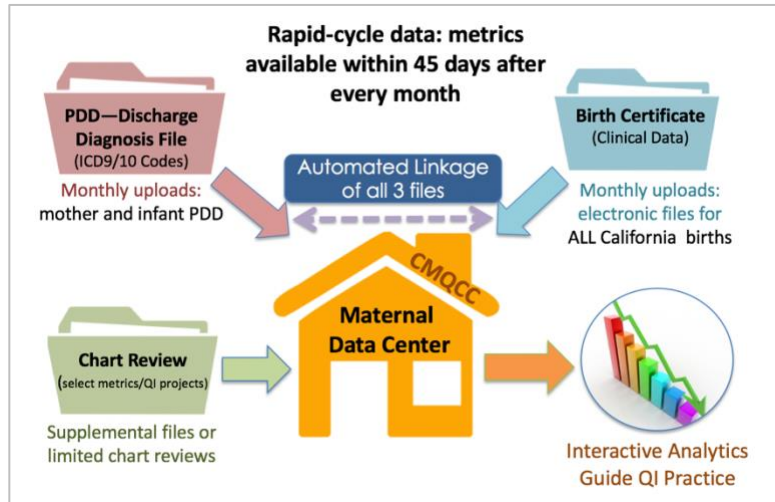 Rapid-cycle data: metrics
available within 45 days after
every month
PDD—Discharge
Diagnosis File
(ICD9/10 Codes)
Monthly uploads:
mother and infant PDD
Automated Linkage
of all 3 files
Birth Certificate
(Clinical Data)
Monthly uploads:
electronic files for
ALL California births
CMQCC
Maternal
Data Center
Chart Review
(select metrics/QI projects)
Supplemental files or
limited chart reviews
Interactive Analytics
Guide QI Practice